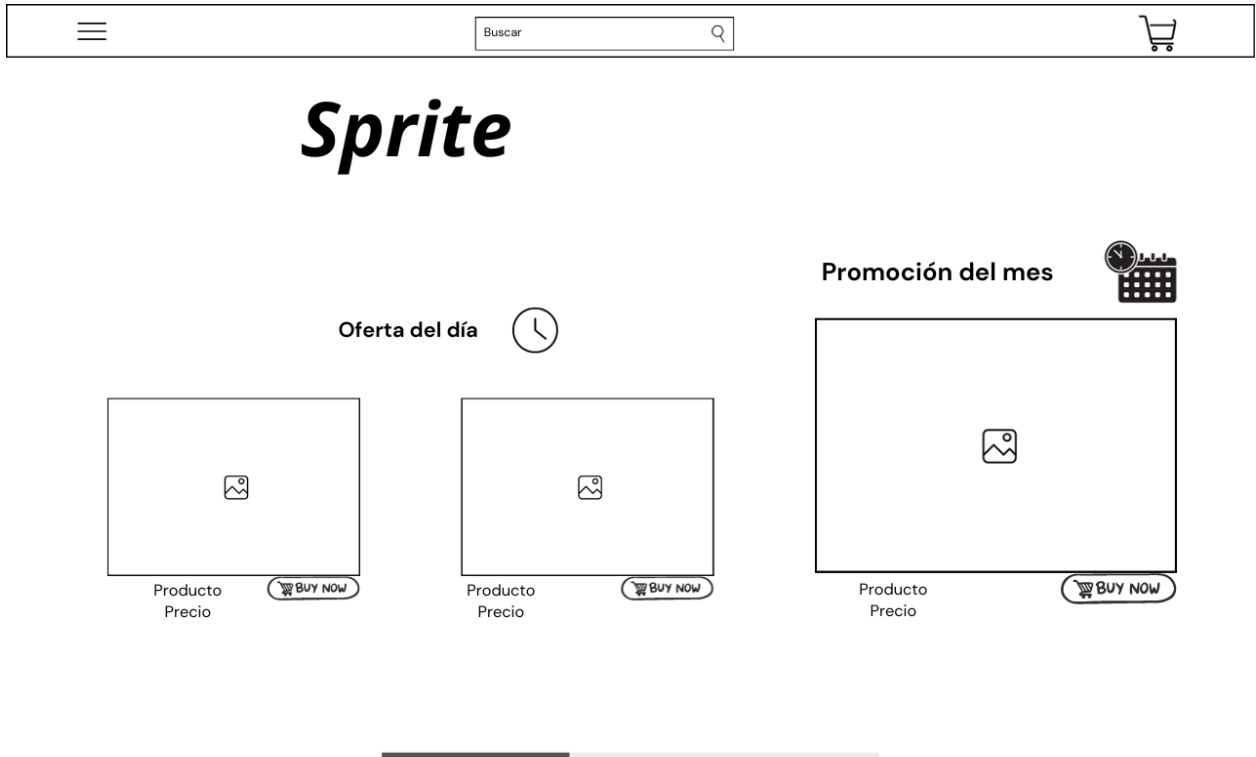 Buscar
Sprite
Promoción del mes
Oferta del día
Producto
Precio
BUY NOW
Producto
Precio
BUY NOW
Producto
Precio
BUY NOW